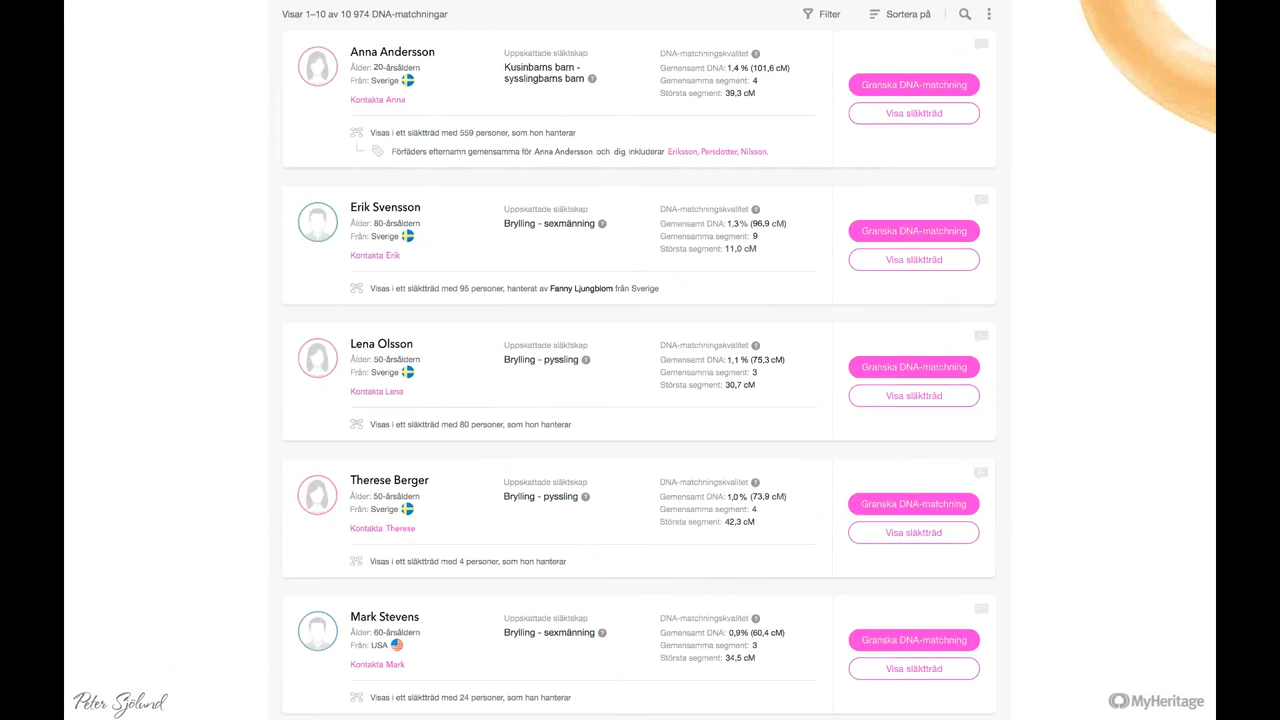 Visar 1–10 av 10 974 DNA-matchningar
Filter
Sortera på
Anna Andersson
Ålder: 20-årsåldern
Från: Sverige
Kontakta Anna
Uppskattade släktskap
Kusinbarns barn -
sysslingbarns barn
DNA-matchningskvalitet
Gemensamt DNA: 1,4 % (101,6 cM)
Gemensamma segment: 4
Största segment: 39,3 cM
Granska DNA-matchning
Visa släktträd
Visas i ett släktträd med 559 personer, som hon hanterar
Förfäders efternamn gemensamma för Anna Andersson och dig inkluderar Eriksson, Persdotter, Nilsson.
Erik Svensson
Ålder: 80-årsåldern
Från: Sverige
Kontakta Erik
Uppskattade släktskap
Brylling - sexmänning
DNA-matchningskvalitet
Gemensamt DNA: 1,3 % (96,9 cM)
Gemensamma segment: 9
Största segment: 11,0 cM
Granska DNA-matchning
Visa släktträd
Visas i ett släktträd med 95 personer, hanterat av Fanny Ljungblom från Sverige
Lena Olsson
Ålder: 50-årsåldern
Från: Sverige
Kontakta Lena
Uppskattade släktskap
Brylling - pyssling
DNA-matchningskvalitet
Gemensamt DNA: 1,1 % (75,3 cM)
Gemensamma segment: 3
Största segment: 30,7 cM
Granska DNA-matchning
Visa släktträd
Visas i ett släktträd med 80 personer, som hon hanterar
Therese Berger
Ålder: 50-årsåldern
Från: Sverige
Kontakta Therese
Uppskattade släktskap
Brylling - pyssling
DNA-matchningskvalitet
Gemensamt DNA: 1,0 % (73,9 cM)
Gemensamma segment: 4
Största segment: 42,3 cM
Granska DNA-matchning
Visa släktträd
Visas i ett släktträd med 4 personer, som hon hanterar
Mark Stevens
Ålder: 60-årsåldern
Från: USA
Kontakta Mark
Uppskattade släktskap
Brylling - sexmänning
DNA-matchningskvalitet
Gemensamt DNA: 0,9% (60,4 cM)
Gemensamma segment: 3
Största segment: 34,5 cM
Granska DNA-matchning
Visa släktträd
Visas i ett släktträd med 24 personer, som hon hanterar
Peter Sjölund
MyHeritage